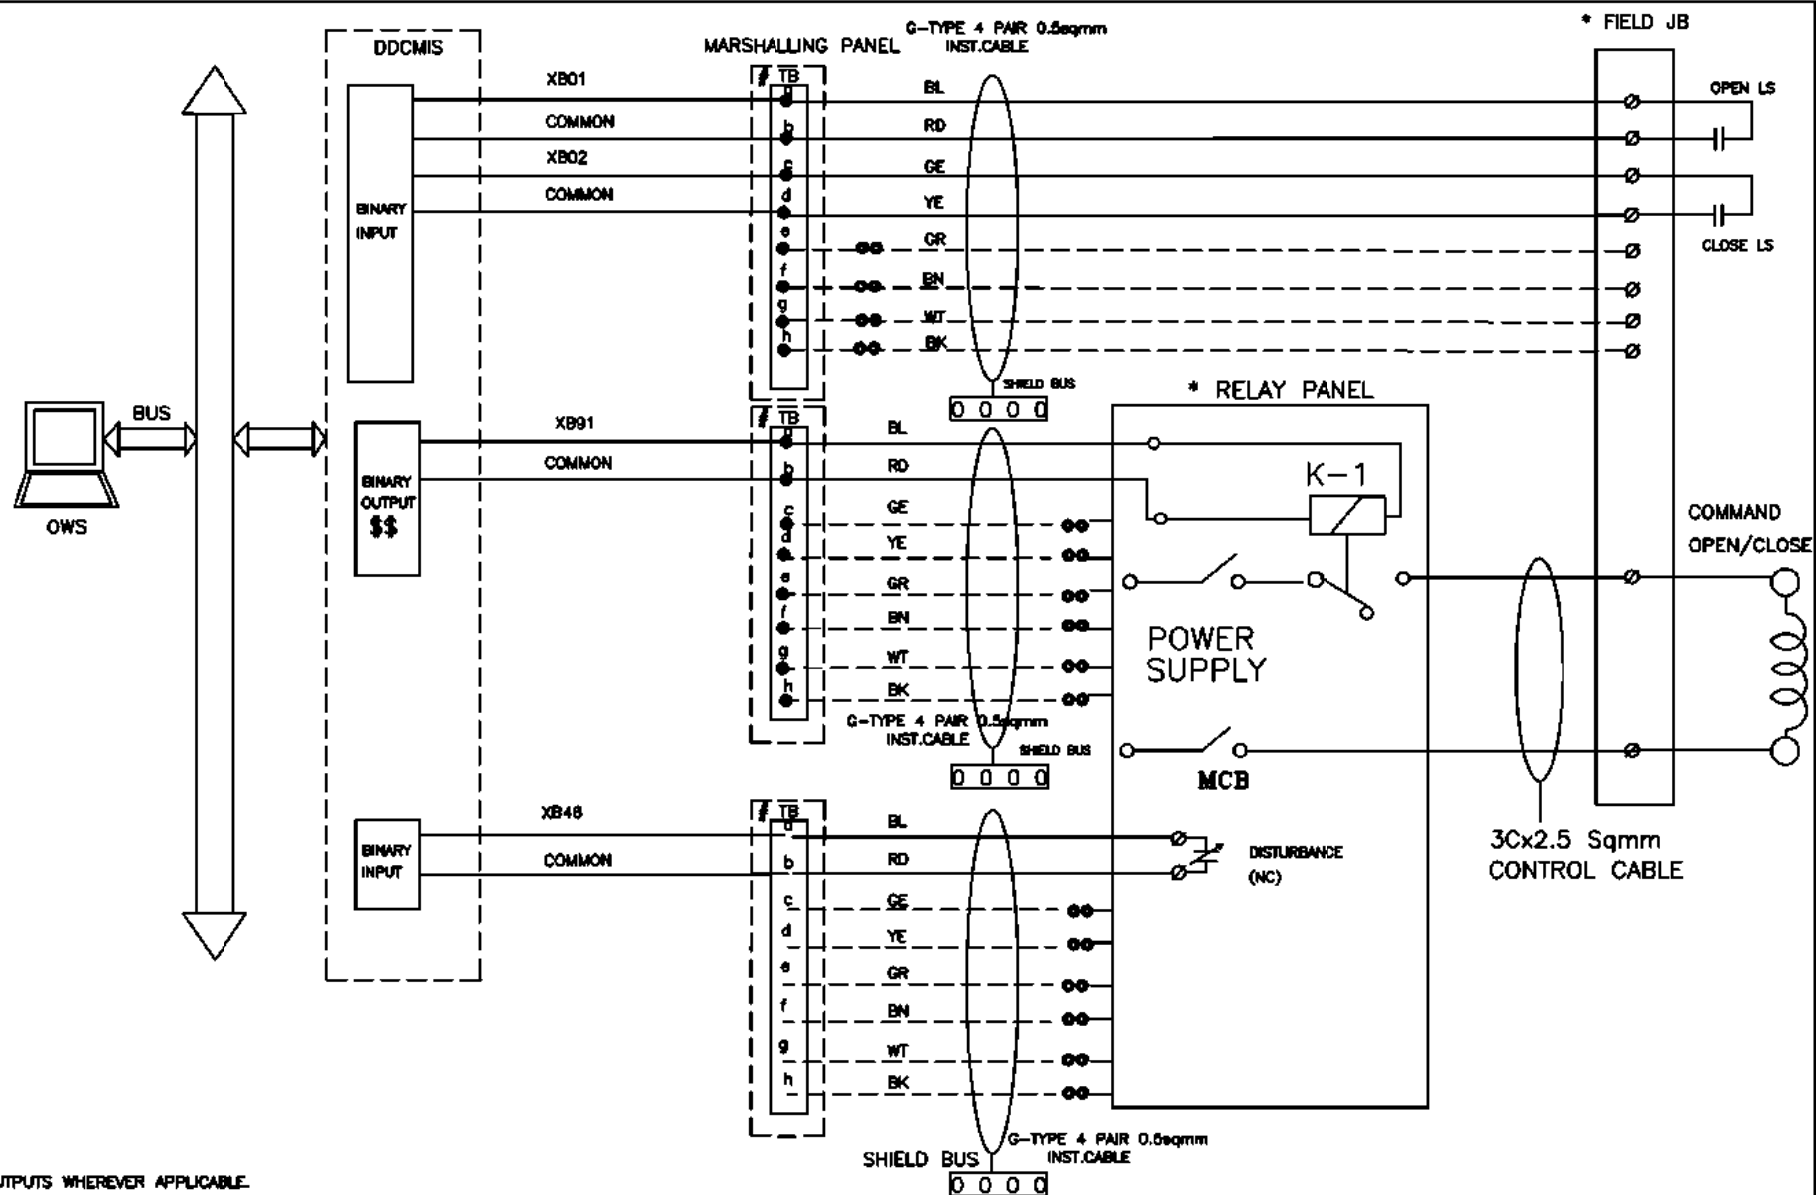 * FIELD JB
G-TYPE 4 PAIR 0.5sqmm
INST.CABLE
DDCMIS
MARSHALLING PANEL
TB
XB01
a
BL
OPEN LS
COMMON
b
RD
XB02
c
GE
COMMON
d
YE
BINARY
INPUT
e
GR
CLOSE LS
f
BN
g
WT
h
BK
SHIELD BUS
0 0 0 0
* RELAY PANEL
BUS
TB
XB91
a
BL
COMMON
b
RD
K-1
BINARY
OUTPUT
$$
OWS
c
GE
COMMAND
OPEN/CLOSE
d
YE
e
GR
f
BN
POWER
SUPPLY
g
WT
h
BK
G-TYPE 4 PAIR 0.5sqmm
INST.CABLE
SHIELD BUS
0 0 0 0
MCB
TB
XB46
a
BL
3Cx2.5 Sqmm
CONTROL CABLE
BINARY
INPUT
COMMON
b
RD
DISTURBANCE
(NC)
c
GE
d
YE
e
GR
f
BN
g
WT
h
BK
G-TYPE 4 PAIR 0.5sqmm
INST.CABLE
SHIELD BUS
0 0 0 0
UTPUTS WHEREVER APPLICABLE.